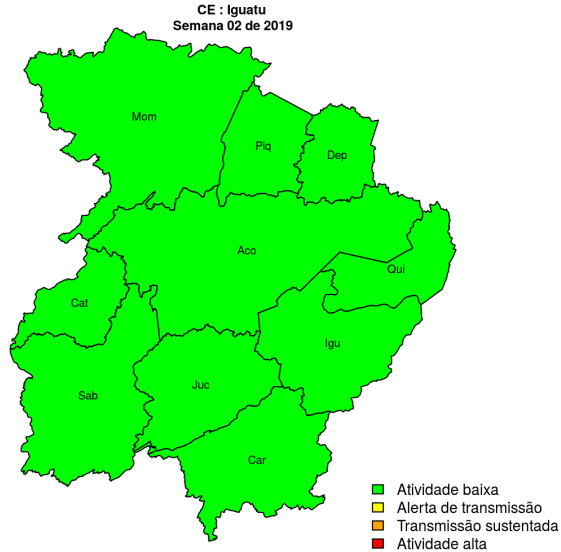 CE : Iguatu
Semana 02 de 2019
Mom
Piq
Dep
Aco
Qui
Cat
Igu
Juc
Sab
Car
Atividade baixa
Alerta de transmissão
Transmissão sustentada
Atividade alta